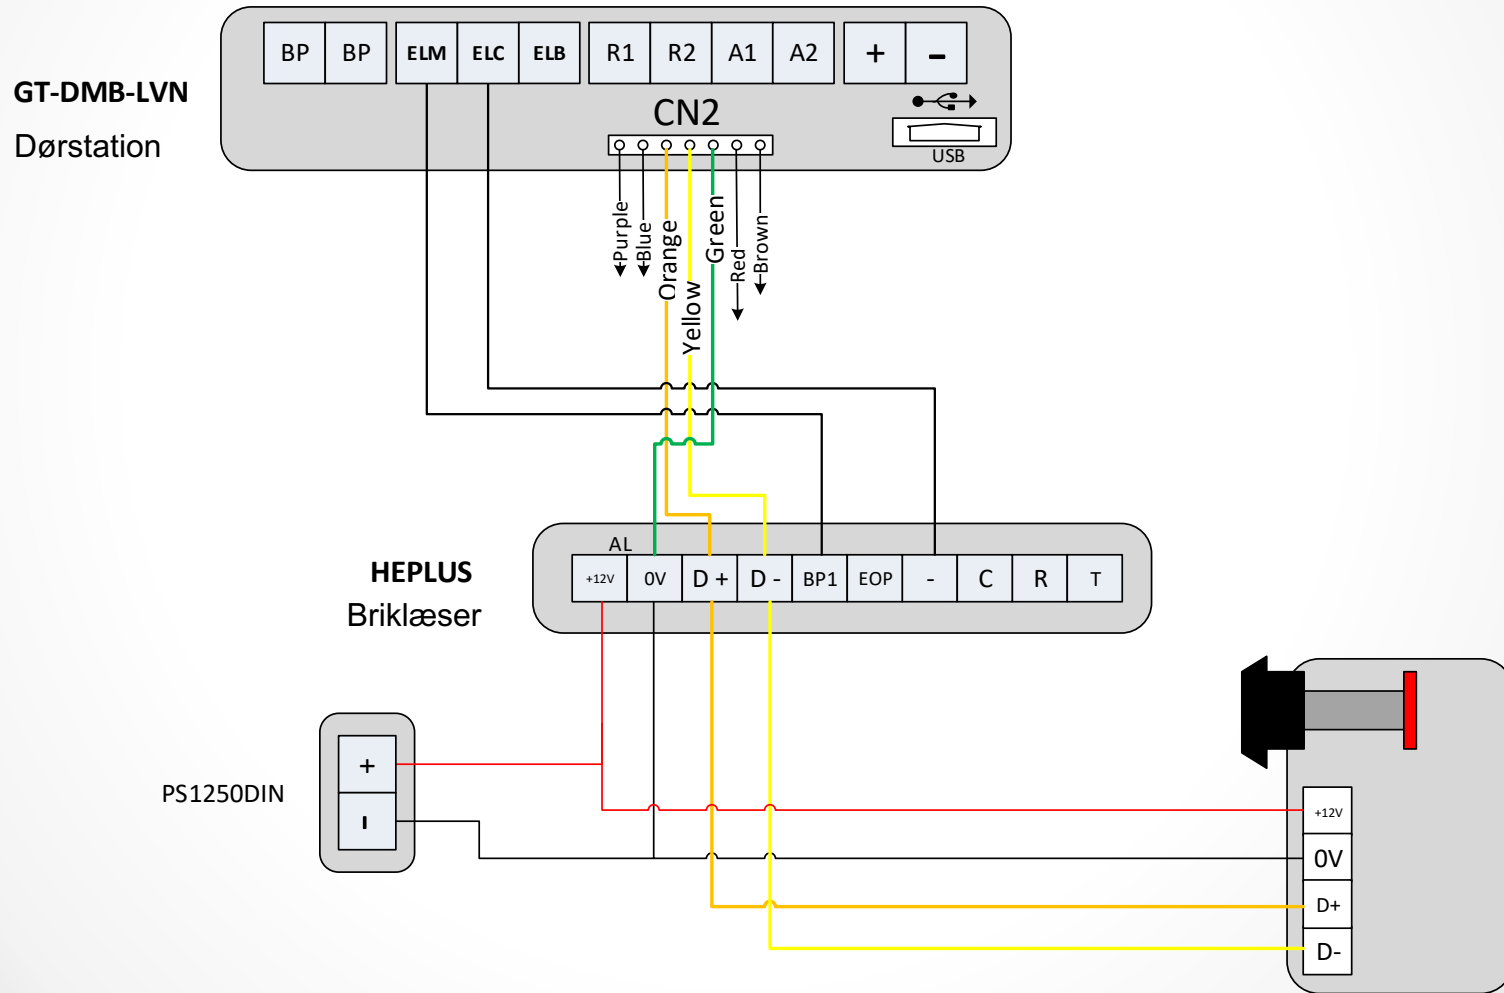 BP BP ELM ELC ELB R1 R2 A1 A2 + -
GT-DMB-LVN
Dørstation
CN2
USB
Purple
Blue
Orange
Yellow
Green
Red
Brown
HEPLUS
Briklæser
AL
+12V 0V D + D - BP1 EOP - C R T
PS1250DIN
+
-
+12V
0V
D+
D-